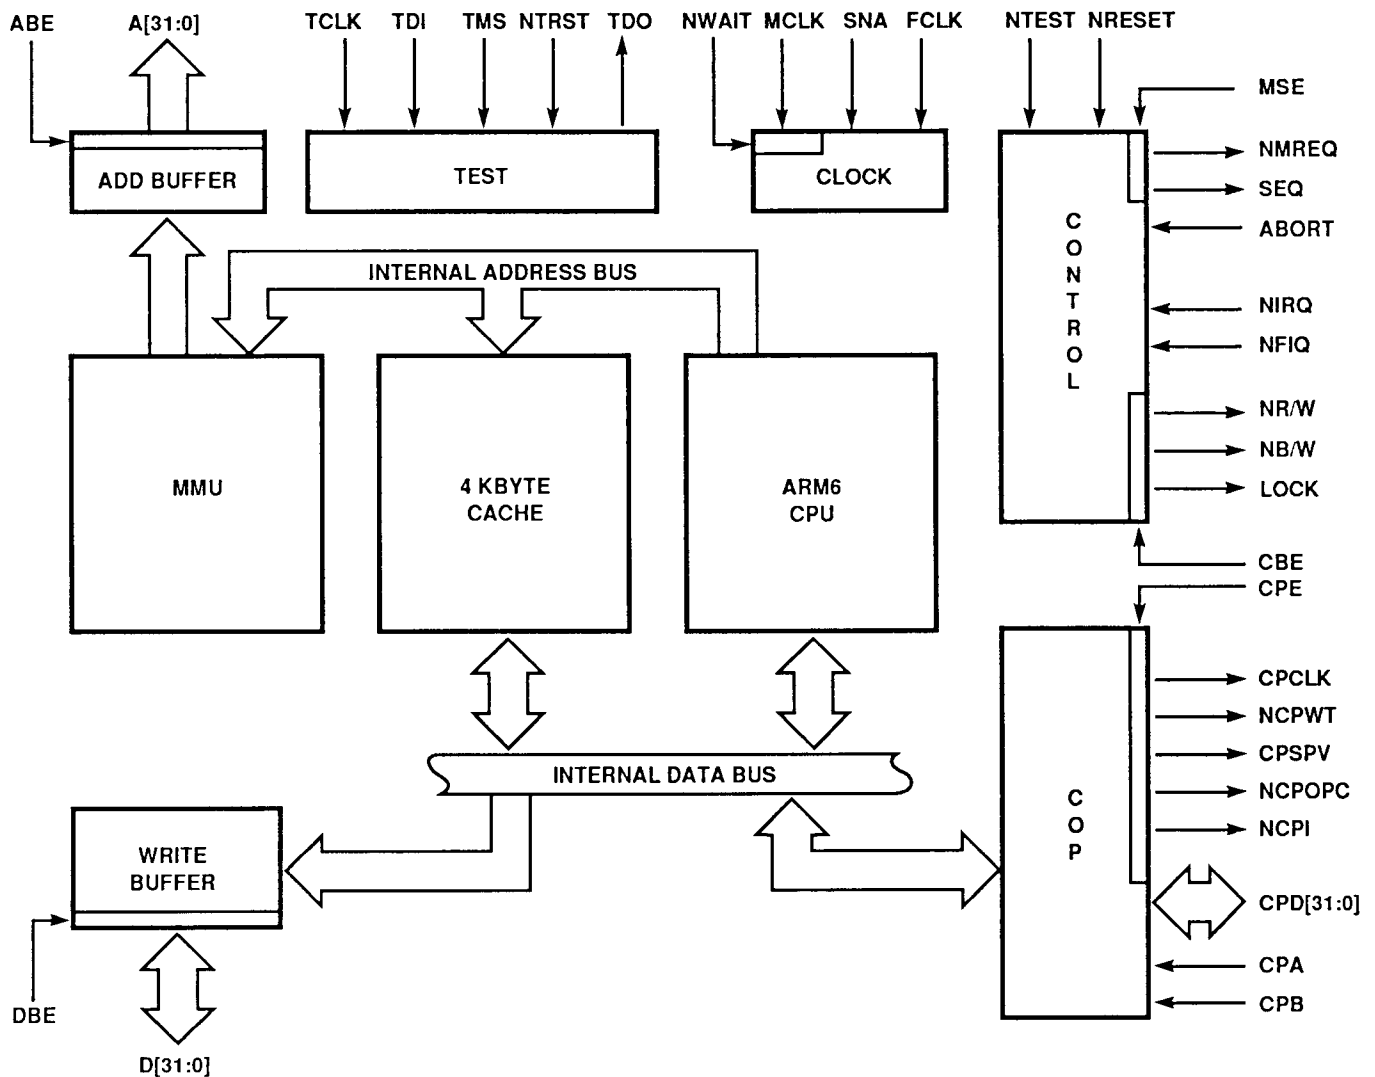 ABE A[31:0] TCLK TDI TMS NTRST TDO NWAIT MCLK SNA FCLK NTEST NRESET
MSE
NMREQ
ADD BUFFER
TEST
CLOCK
SEQ
ABORT
INTERNAL ADDRESS BUS
CONTROL
NIRQ
NFIQ
NR/W
NB/W
LOCK
MMU
4 KBYTE
CACHE
ARM6
CPU
CBE
CPE
CPCLK
NCPWT
CPSPV
NCPOPC
NCPI
INTERNAL DATA BUS
COP
WRITE
BUFFER
CPD[31:0]
CPA
CPB
DBE
D[31:0]